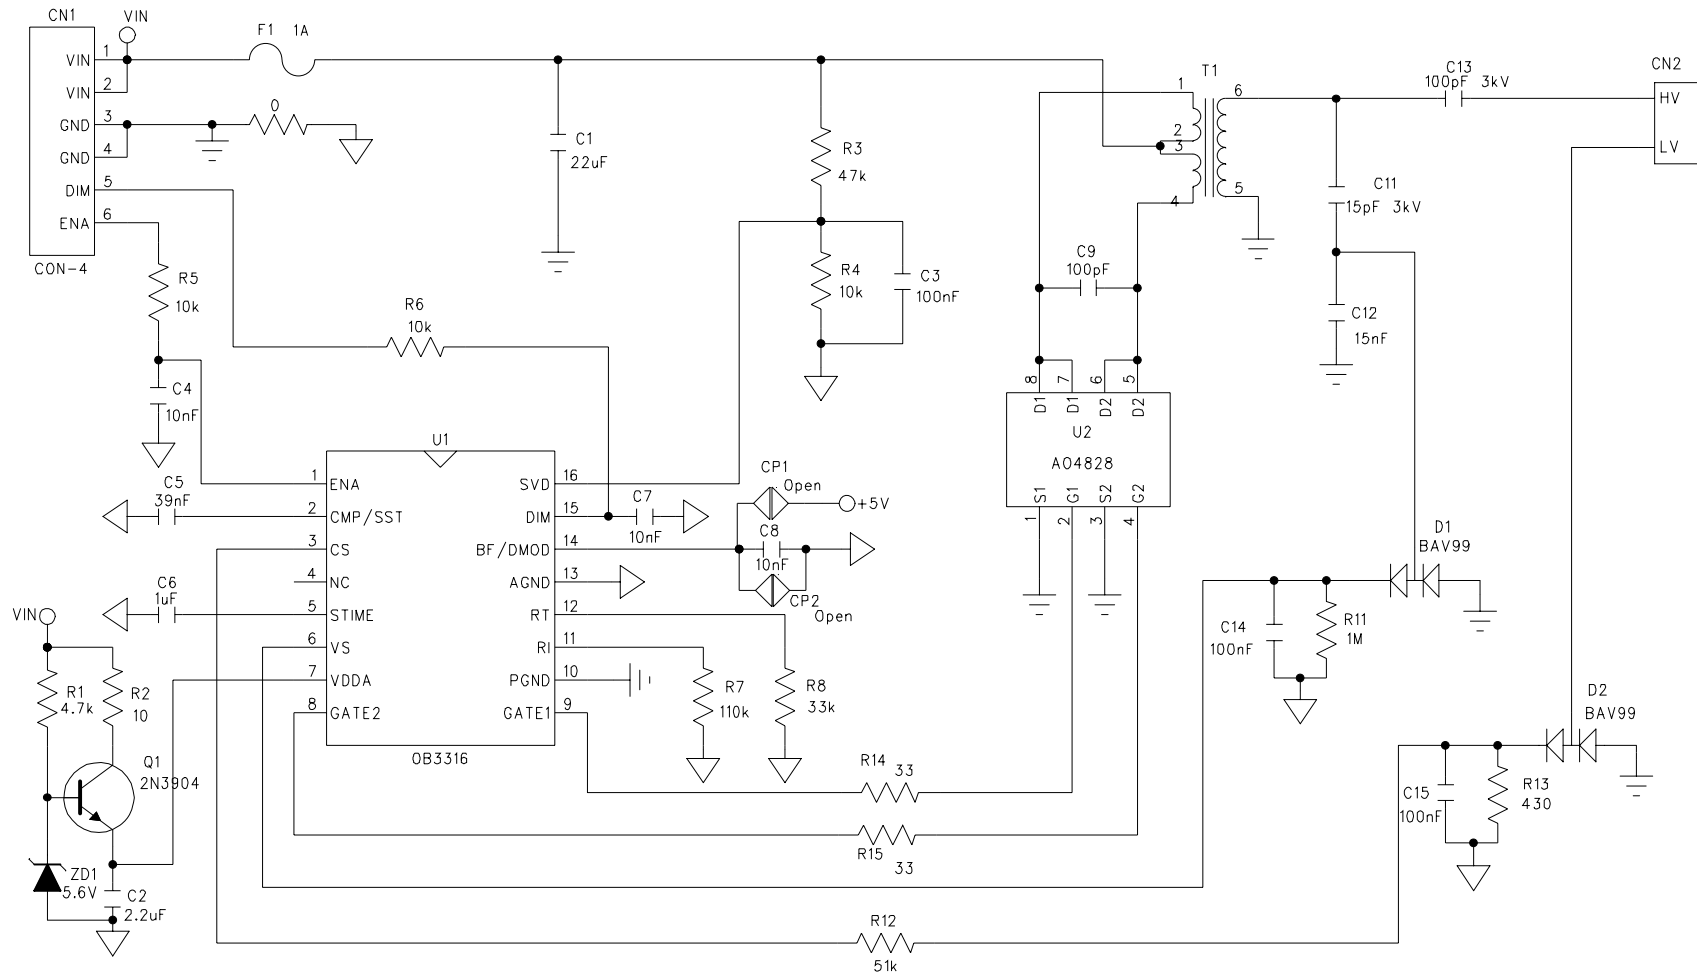 CN1
VIN
VIN 1
VIN 2
GND 3
GND 4
DIM 5
ENA 6
CON-4
F1 1A
0
C1
22uF
R3
47k
R4
10k
C3
100nF
R5
10k
C4
10nF
R6
10k
T1
1
2
3
4
6
5
C13
100pF 3kV
CN2
HV
LV
C11
15pF 3kV
C12
15nF
C9
100pF
8 7 6 5
D1 D1 D2 D2
U2
AO4828
S1 G1 S2 G2
1 2 3 4
U1
1 ENA
2 CMP/SST
3 CS
4 NC
5 STIME
6 VS
7 VDDA
8 GATE2
SVD 16
DIM 15
BF/DMOD 14
AGND 13
RT 12
RI 11
PGND 10
GATE1 9
OB3316
C5
39nF
C6
1uF
C7
10nF
CP1
Open
+5V
C8
10nF
CP2
Open
R7
110k
R8
33k
VIN
R1
4.7k
R2
10
Q1
2N3904
ZD1
5.6V
C2
2.2uF
R14
33
R15
33
R12
51k
D1
BAV99
C14
100nF
R11
1M
D2
BAV99
C15
100nF
R13
430